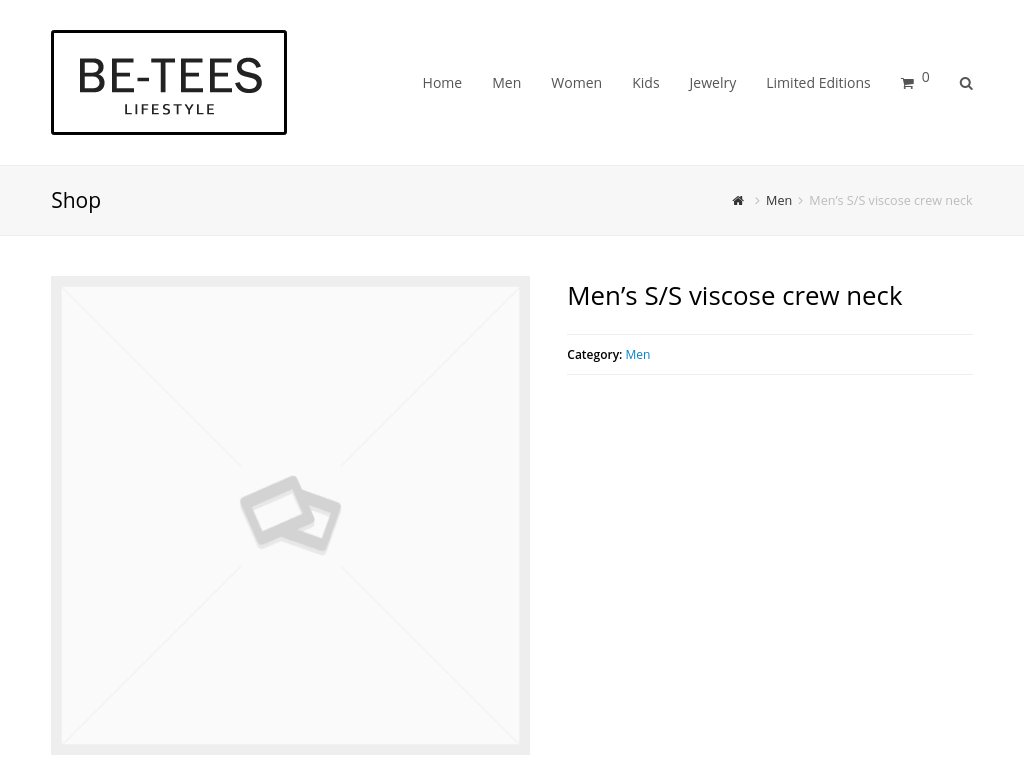 BE-TEES
LIFESTYLE
Home Men Women Kids Jewelry Limited Editions 0
Shop
Men Men's S/S viscose crew neck
Men’s S/S viscose crew neck
Category: Men